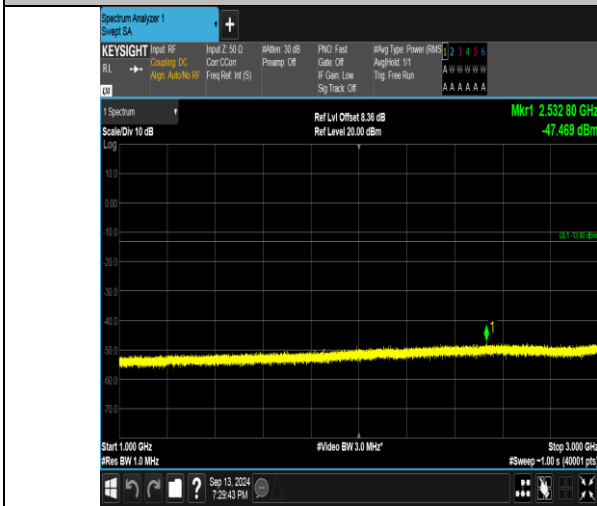 Spectrum Analyzer 1
Swept SA
+
KEYSIGHT Input: RF Input Z: 50 Ω #Atten: 30 dB PNO: Fast #Avg Type: Power (RMS 1 2 3 4 5 6
RL Coupling: DC Corr CCorr Preamp: Off Gate: Off Avg|Hold: 1/1 A W W W W W
Align: Auto/No RF Freq Ref: Int (S) IF Gain: Low Trig: Free Run
Sig Track: Off A A A A A A
1 Spectrum Ref Lvl Offset 8.36 dB Mkr1 2.532 80 GHz
Scale/Div 10 dB Ref Level 20.00 dBm -47.469 dBm
Log
10.0
0.00
-10.0
DL1 -13.00 dBm
-20.0
-30.0
-40.0
1
-50.0
-60.0
-70.0
Start 1.000 GHz #Video BW 3.0 MHz* Stop 3.000 GHz
#Res BW 1.0 MHz #Sweep ~1.00 s (40001 pts)
? Sep 13, 2024
7:29:43 PM